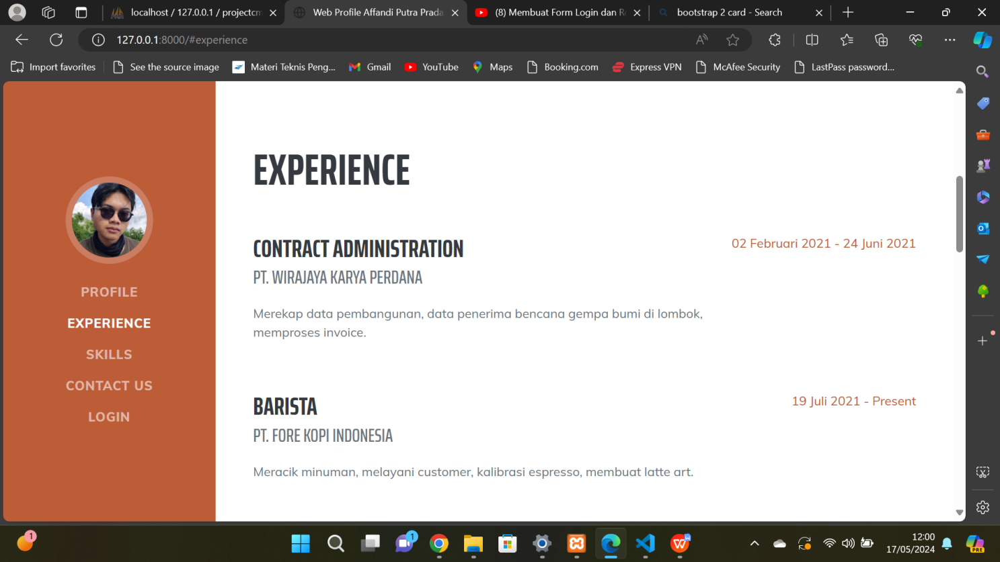 localhost / 127.0.0.1 / projectcm
Web Profile Affandi Putra Prada
(8) Membuat Form Login dan Re
bootstrap 2 card - Search
127.0.0.1:8000/#experience
Import favorites
See the source image
Materi Teknis Peng...
Gmail
YouTube
Maps
Booking.com
Express VPN
McAfee Security
LastPass password...
PROFILE
EXPERIENCE
SKILLS
CONTACT US
LOGIN
EXPERIENCE
CONTRACT ADMINISTRATION
02 Februari 2021 - 24 Juni 2021
PT. WIRAJAYA KARYA PERDANA
Merekap data pembangunan, data penerima bencana gempa bumi di lombok,
memproses invoice.
BARISTA
19 Juli 2021 - Present
PT. FORE KOPI INDONESIA
Meracik minuman, melayani customer, kalibrasi espresso, membuat latte art.
1
1
12:00
17/05/2024
PRE